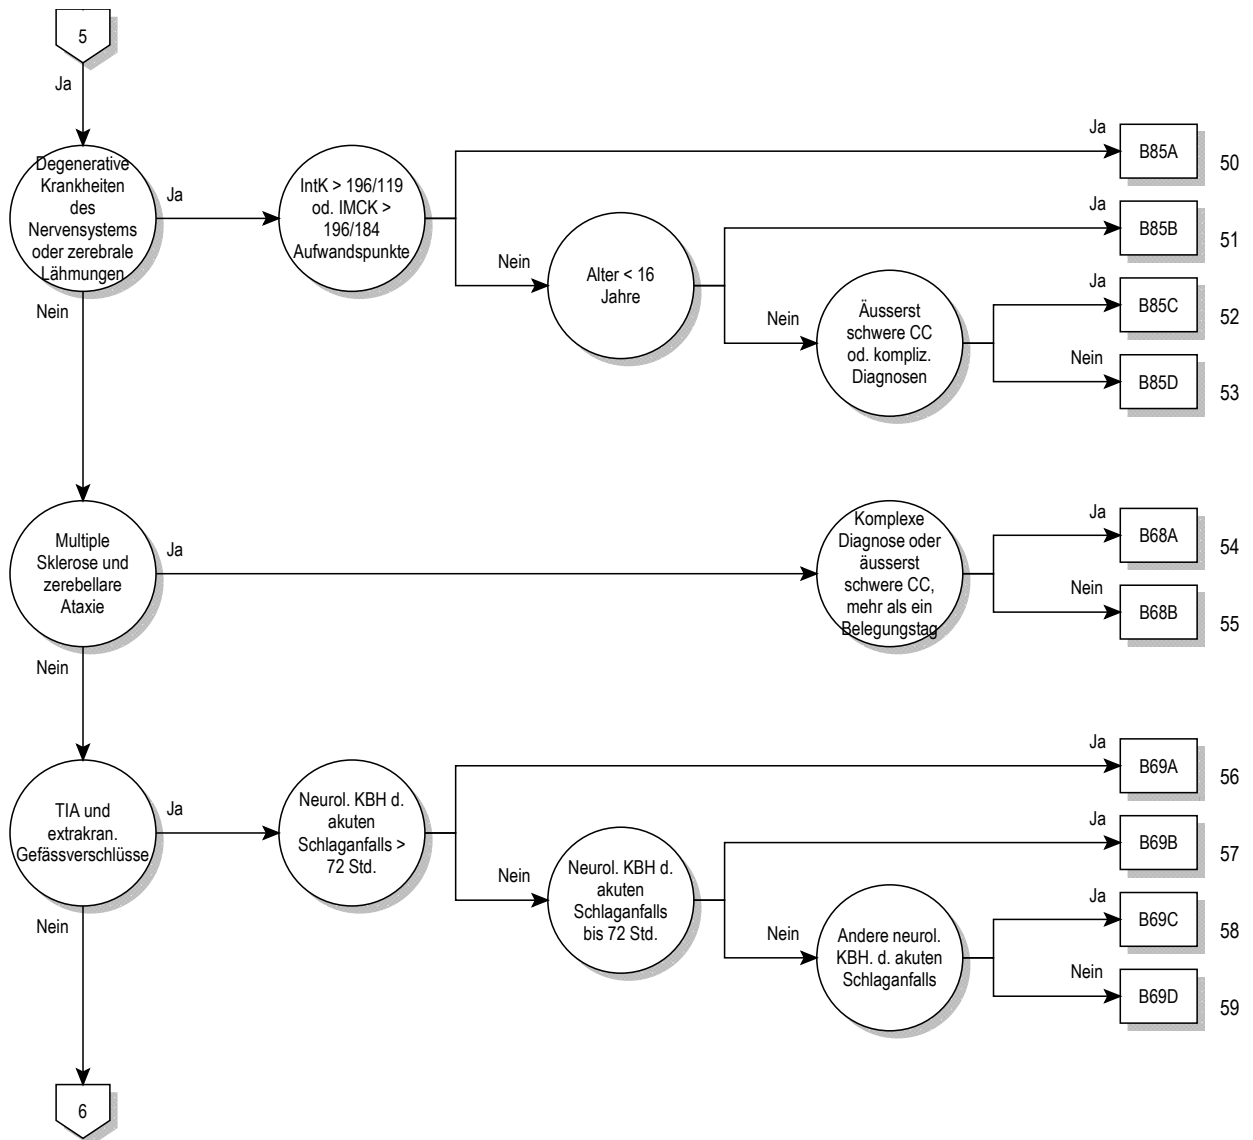 5
Ja
Degenerative
Krankheiten
des
Nervensystems
oder zerebrale
Lähmungen
Ja
IntK > 196/119
od. IMCK >
196/184
Aufwandspunkte
Ja
B85A
50
Nein
Alter < 16
Jahre
Ja
B85B
51
Nein
Äusserst
schwere CC
od. kompliz.
Diagnosen
Ja
B85C
52
Nein
B85D
53
Nein
Multiple
Sklerose und
zerebellare
Ataxie
Ja
Komplexe
Diagnose oder
äusserst
schwere CC,
mehr als ein
Belegungstag
Ja
B68A
54
Nein
B68B
55
Nein
TIA und
extrakran.
Gefässverschlüsse
Ja
Neurol. KBH d.
akuten
Schlaganfalls >
72 Std.
Ja
B69A
56
Nein
Neurol. KBH d.
akuten
Schlaganfalls
bis 72 Std.
Ja
B69B
57
Nein
Andere neurol.
KBH. d. akuten
Schlaganfalls
Ja
B69C
58
Nein
B69D
59
Nein
6